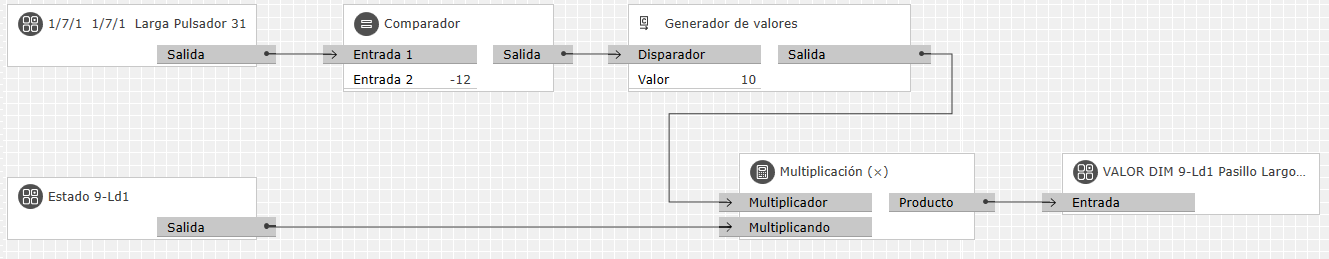 1/7/1 1/7/1 Larga Pulsador 31
Salida
Comparador
Entrada 1
Salida
Entrada 2 -12
Generador de valores
Disparador
Salida
Valor 10
Estado 9-Ld1
Salida
Multiplicación (×)
Multiplicador
Producto
Multiplicando
VALOR DIM 9-Ld1 Pasillo Largo...
Entrada